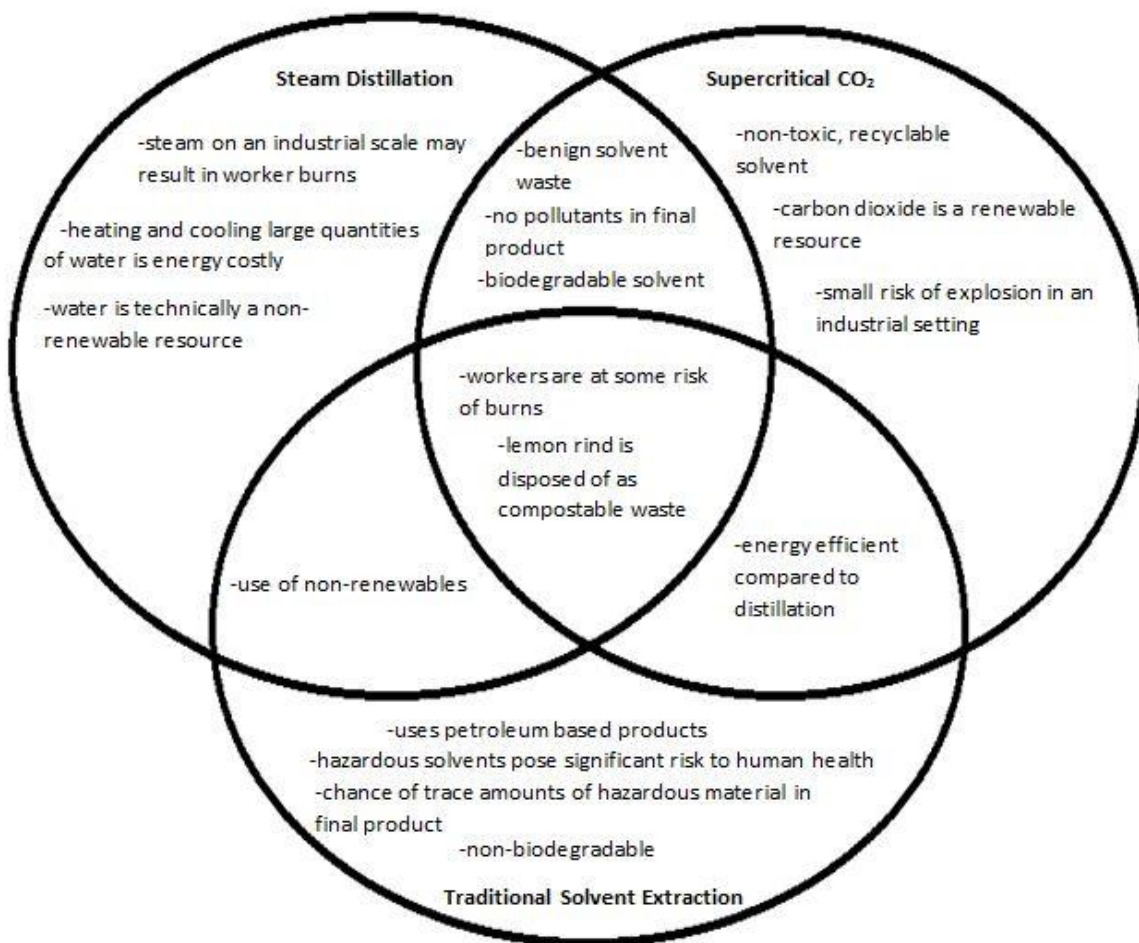 Steam Distillation
-steam on an industrial scale may
result in worker burns
-heating and cooling large quantities
of water is energy costly
-water is technically a non-
renewable resource
Supercritical CO₂
-non-toxic, recyclable
solvent
-carbon dioxide is a renewable
resource
-small risk of explosion in an
industrial setting
-benign solvent
waste
-no pollutants in final
product
-biodegradable solvent
-workers are at some risk
of burns
-lemon rind is
disposed of as
compostable waste
-use of non-renewables
-energy efficient
compared to
distillation
-uses petroleum based products
-hazardous solvents pose significant risk to human health
-chance of trace amounts of hazardous material in
final product
-non-biodegradable
Traditional Solvent Extraction